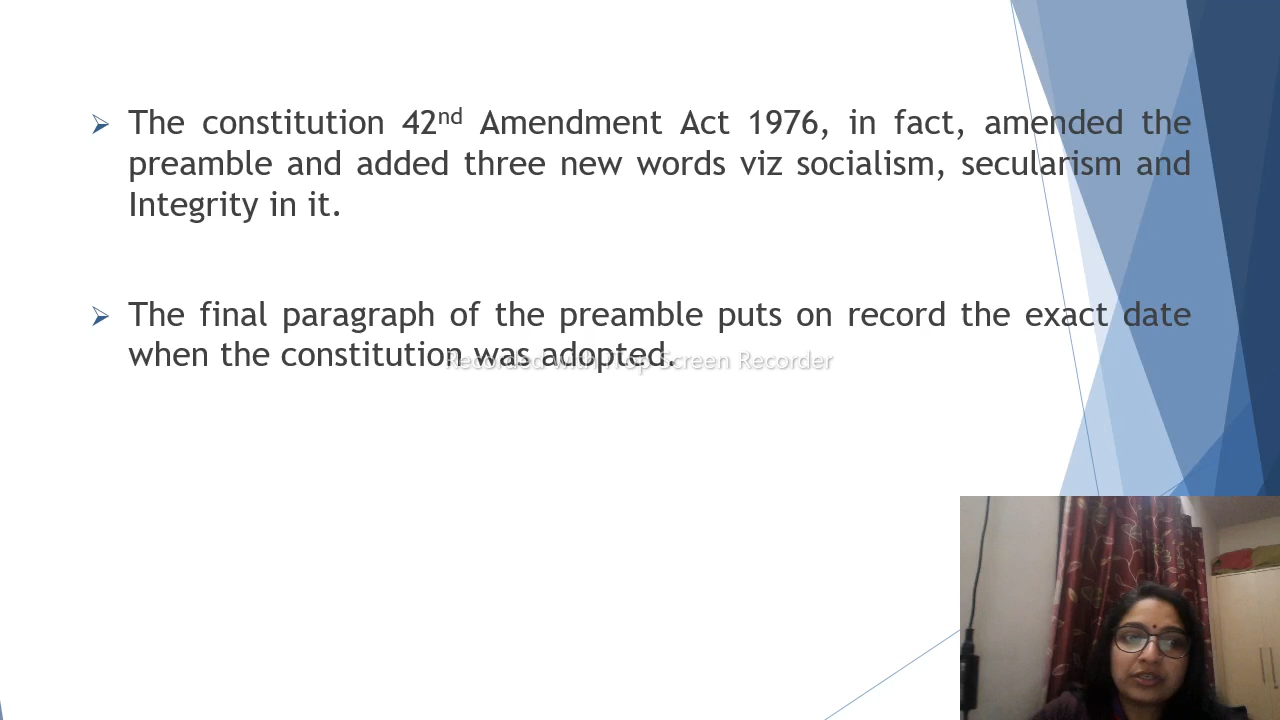 The constitution 42nd Amendment Act 1976, in fact, amended the
preamble and added three new words viz socialism, secularism and
Integrity in it.
The final paragraph of the preamble puts on record the exact date
when the constitution was adopted.
Recorded with iTop Screen Recorder